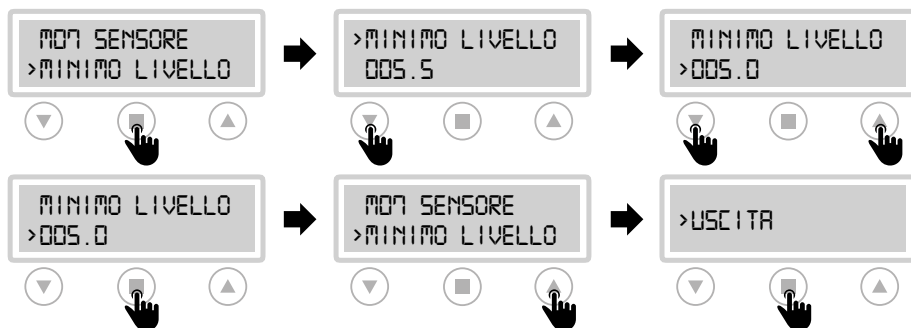 MOD SENSORE
>MINIMO LIVELLO
>MINIMO LIVELLO
005.5
MINIMO LIVELLO
>005.0
MINIMO LIVELLO
>005.0
MOD SENSORE
>MINIMO LIVELLO
>USCITA